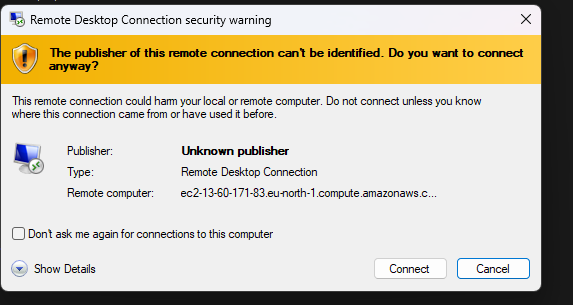 Remote Desktop Connection security warning
The publisher of this remote connection can't be identified. Do you want to connect
anyway?
This remote connection could harm your local or remote computer. Do not connect unless you know
where this connection came from or have used it before.
Publisher: Unknown publisher
Type: Remote Desktop Connection
Remote computer: ec2-13-60-171-83.eu-north-1.compute.amazonaws.c...
Don't ask me again for connections to this computer
Show Details Connect Cancel